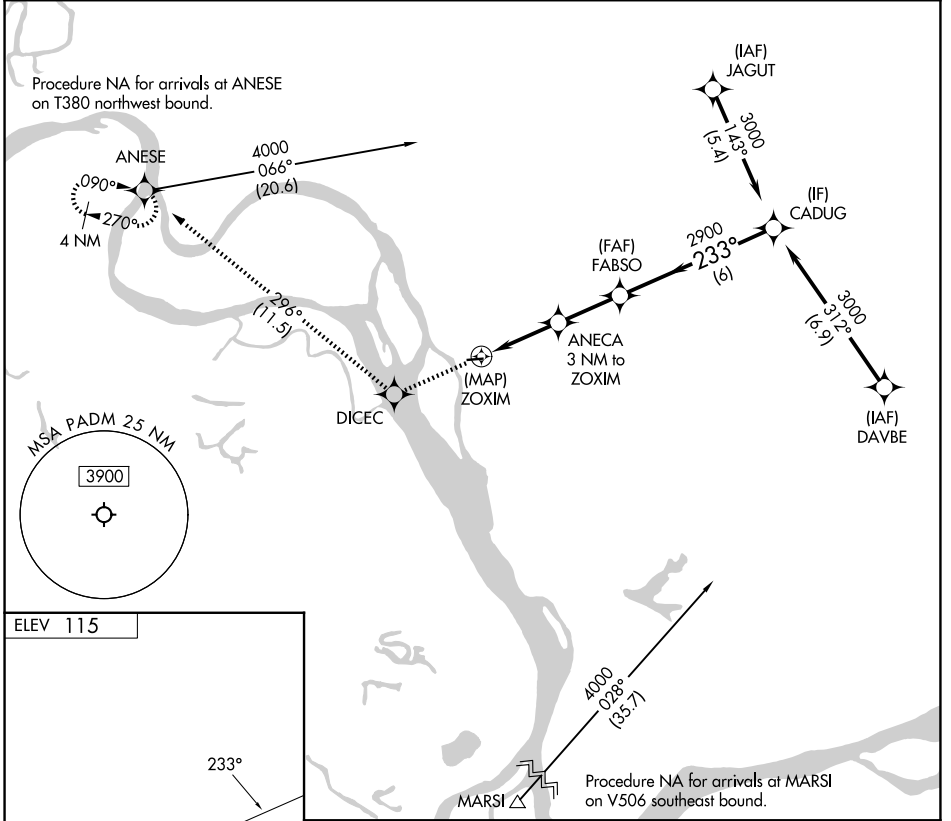 Procedure NA for arrivals at ANESE
on T380 northwest bound.
ANESE
090°
270°
4 NM
4000
066°
(20.6)
296°
(11.5)
DICEC
(MAP)
ZOXIM
ANECA
3 NM to
ZOXIM
(FAF)
FABSO
2900
233°
(6)
(IF)
CADUG
(IAF)
JAGUT
3000
143°
(5.4)
3000
312°
(6.9)
(IAF)
DAVBE
MSA PADM 25 NM
3900
ELEV 115
233°
4000
028°
(35.7)
MARSI
Procedure NA for arrivals at MARSI
on V506 southeast bound.